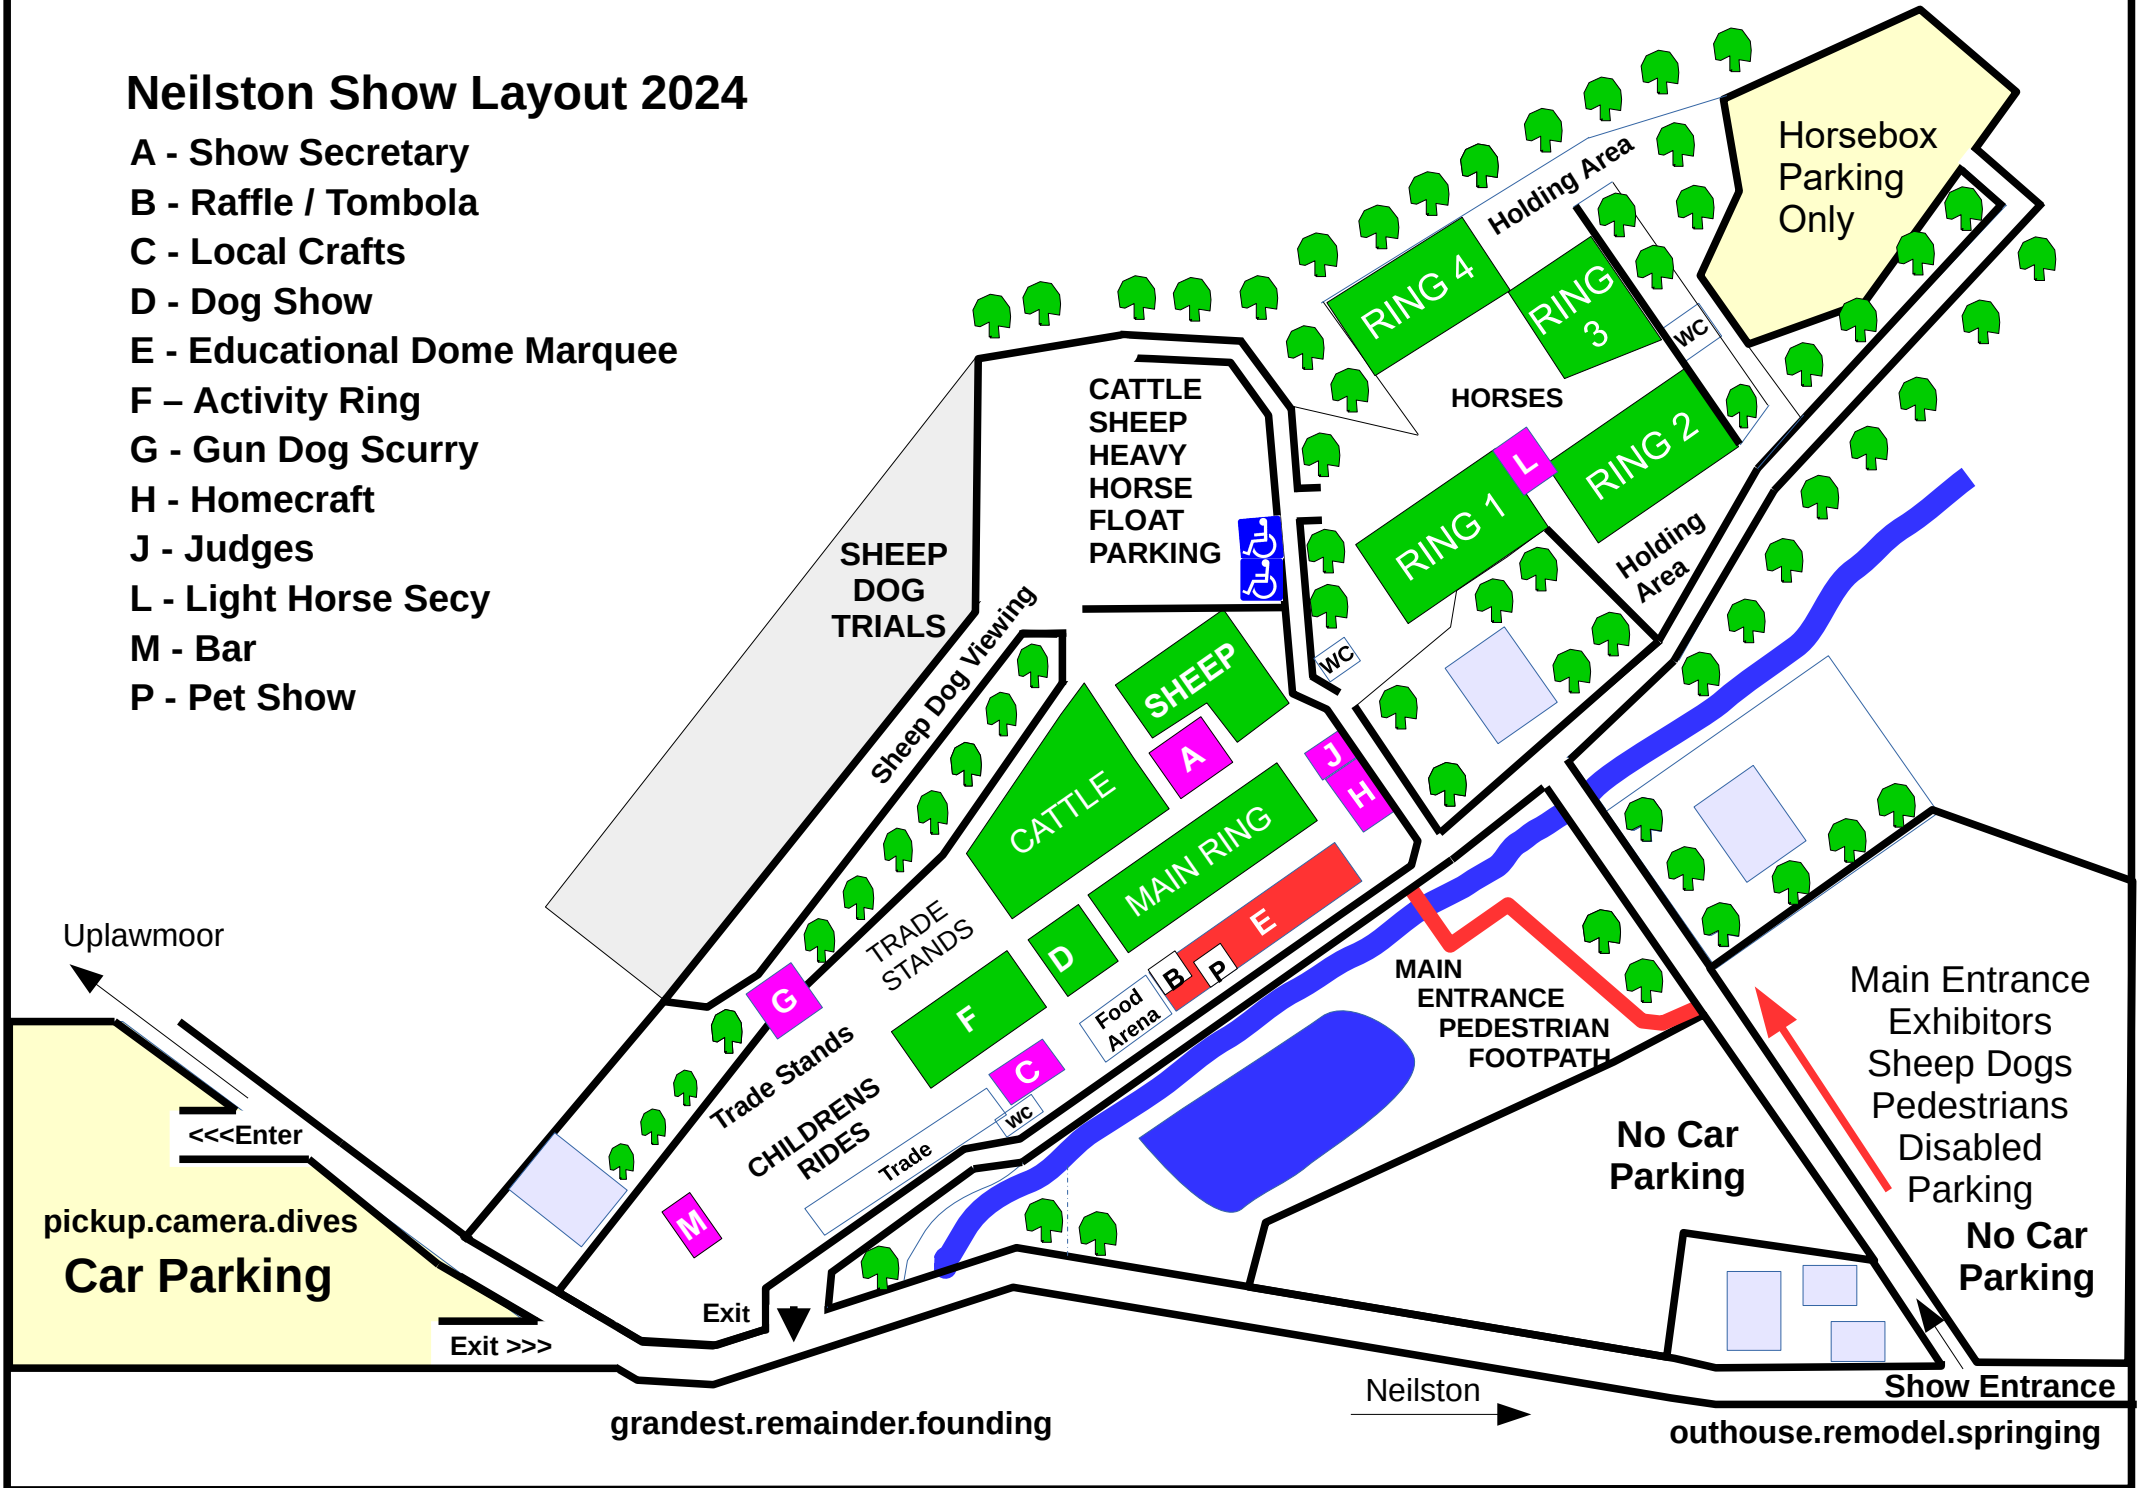 Neilston Show Layout 2024
A - Show Secretary
B - Raffle / Tombola
C - Local Crafts
D - Dog Show
E - Educational Dome Marquee
F – Activity Ring
G - Gun Dog Scurry
H - Homecraft
J - Judges
L - Light Horse Secy
M - Bar
P - Pet Show
Horsebox
Parking
Only
Holding Area
RING 4
RING
3
WC
HORSES
RING 2
L
RING 1
Holding
Area
CATTLE
SHEEP
HEAVY
HORSE
FLOAT
PARKING
SHEEP
DOG
TRIALS
Sheep Dog Viewing
WC
SHEEP
A
J
H
CATTLE
MAIN RING
E
B
P
D
Food
Arena
TRADE
STANDS
F
G
C
wc
Trade Stands
CHILDRENS
RIDES
Trade
M
Exit
Uplawmoor
<<<Enter
pickup.camera.dives
Car Parking
Exit >>>
MAIN
ENTRANCE
PEDESTRIAN
FOOTPATH
No Car
Parking
Main Entrance
Exhibitors
Sheep Dogs
Pedestrians
Disabled
Parking
No Car
Parking
Show Entrance
Neilston
grandest.remainder.founding
outhouse.remodel.springing